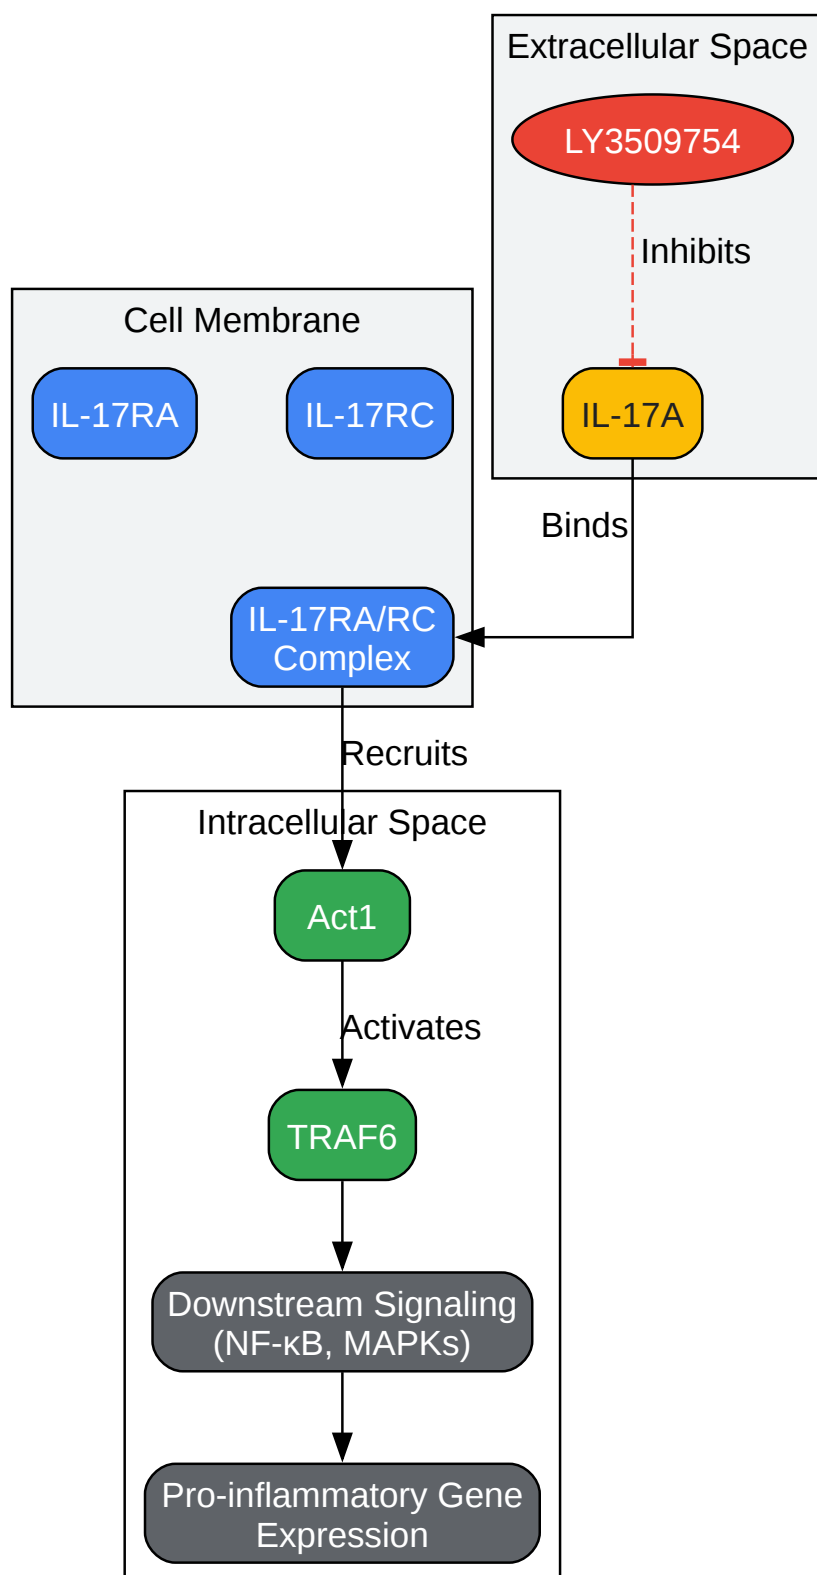 Extracellular Space
LY3509754
Inhibits
Cell Membrane
IL-17RA
IL-17RC
IL-17A
Binds
IL-17RA/RC
Complex
Recruits
Intracellular Space
Act1
Activates
TRAF6
Downstream Signaling
(NF-κB, MAPKs)
Pro-inflammatory Gene
Expression